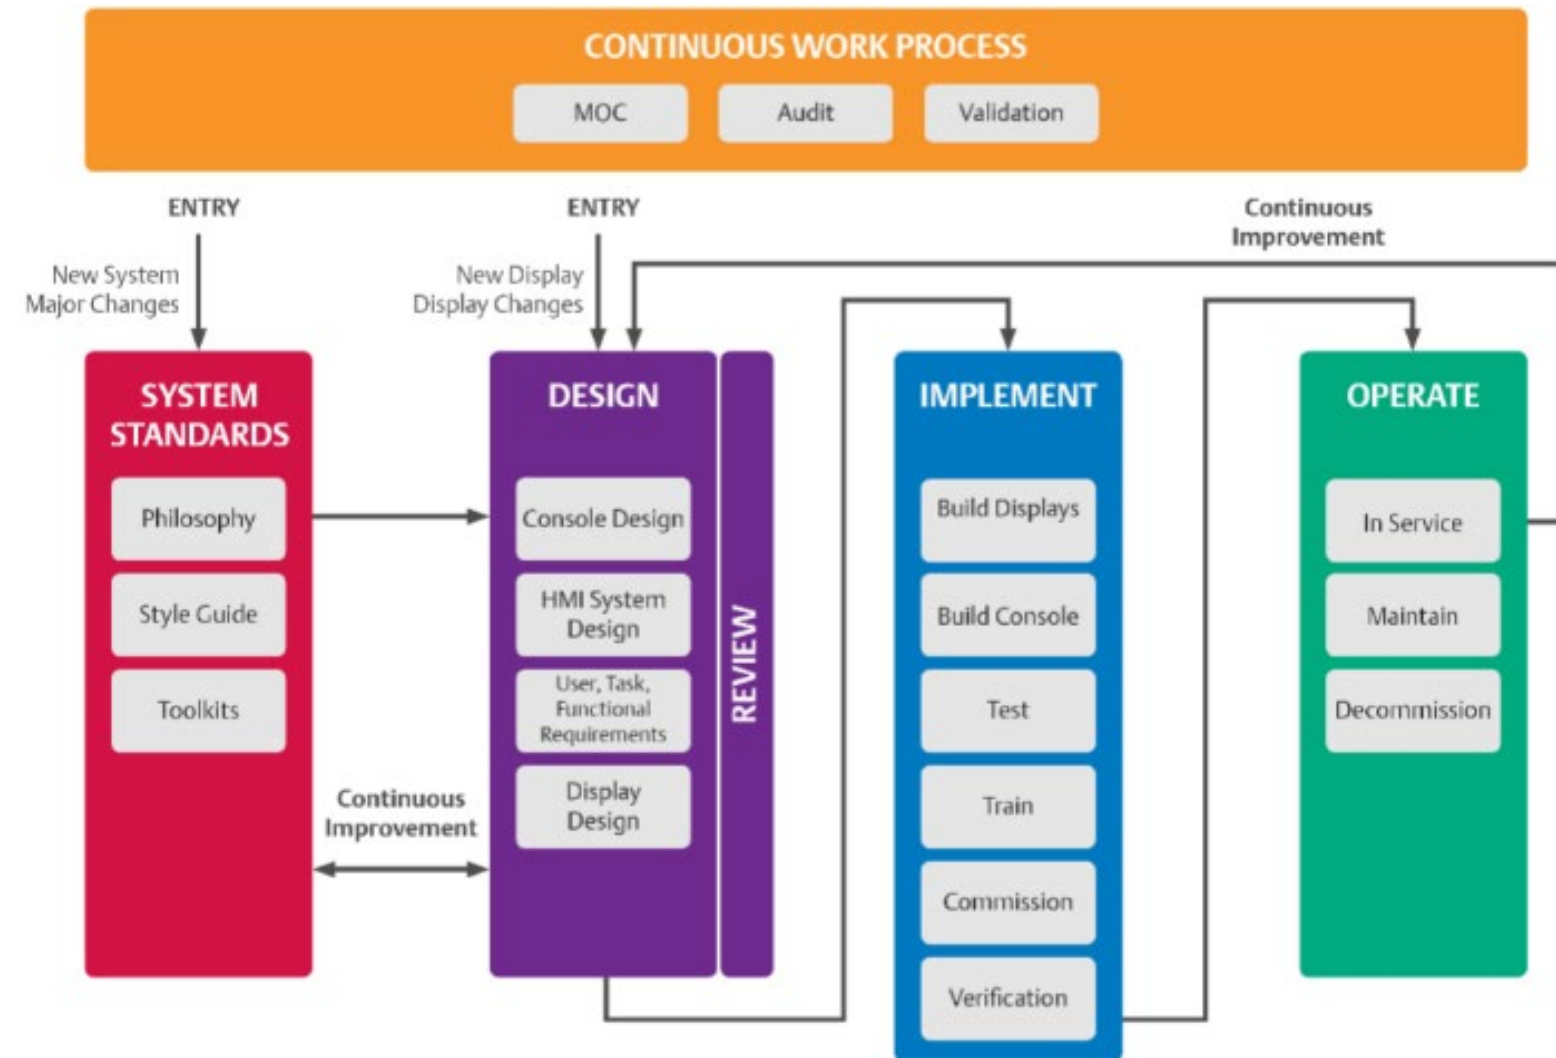 CONTINUOUS WORK PROCESS
MOC
Audit
Validation
ENTRY
New System
Major Changes
ENTRY
New Display
Display Changes
Continuous
Improvement
SYSTEM
STANDARDS
Philosophy
Style Guide
Toolkits
Continuous
Improvement
DESIGN
Console Design
HMI System
Design
User, Task,
Functional
Requirements
Display
Design
REVIEW
IMPLEMENT
Build Displays
Build Console
Test
Train
Commission
Verification
OPERATE
In Service
Maintain
Decommission